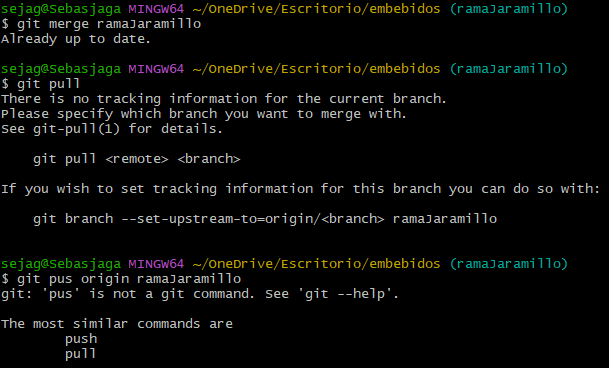 sejag@Sebasjaga MINGW64 ~/OneDrive/Escritorio/embebidos (ramaJaramillo)
$ git merge ramaJaramillo
Already up to date.
sejag@Sebasjaga MINGW64 ~/OneDrive/Escritorio/embebidos (ramaJaramillo)
$ git pull
There is no tracking information for the current branch.
Please specify which branch you want to merge with.
See git-pull(1) for details.
git pull <remote> <branch>
If you wish to set tracking information for this branch you can do so with:
git branch --set-upstream-to=origin/<branch> ramaJaramillo
sejag@Sebasjaga MINGW64 ~/OneDrive/Escritorio/embebidos (ramaJaramillo)
$ git pus origin ramaJaramillo
git: 'pus' is not a git command. See 'git --help'.
The most similar commands are
push
pull